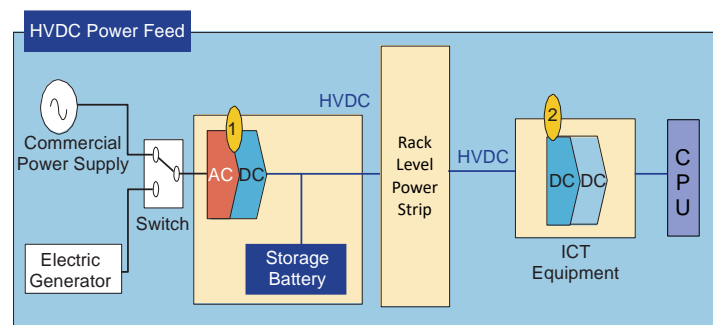 HVDC Power Feed
Commercial
Power Supply
Switch
Electric
Generator
1
AC
DC
HVDC
Storage
Battery
Rack
Level
Power
Strip
HVDC
2
DC
DC
ICT
Equipment
C
P
U